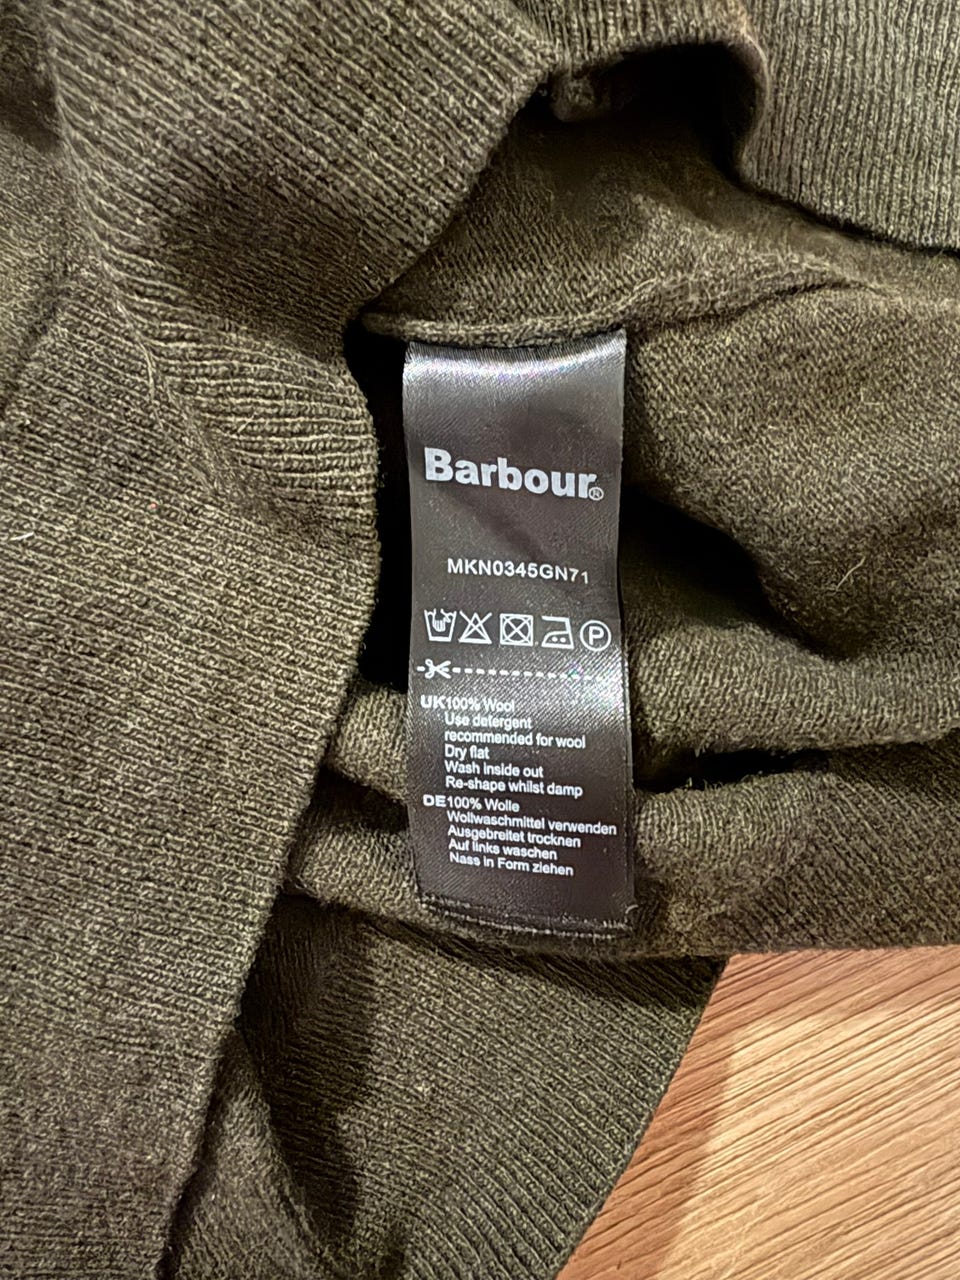 Barbour®
MKN0345GN71
P
UK100% Wool
Use detergent
recommended for wool
Dry flat
Wash inside out
Re-shape whilst damp
DE100% Wolle
Wollwaschmittel verwenden
Ausgebreitet trocknen
Auf links waschen
Nass in Form ziehen